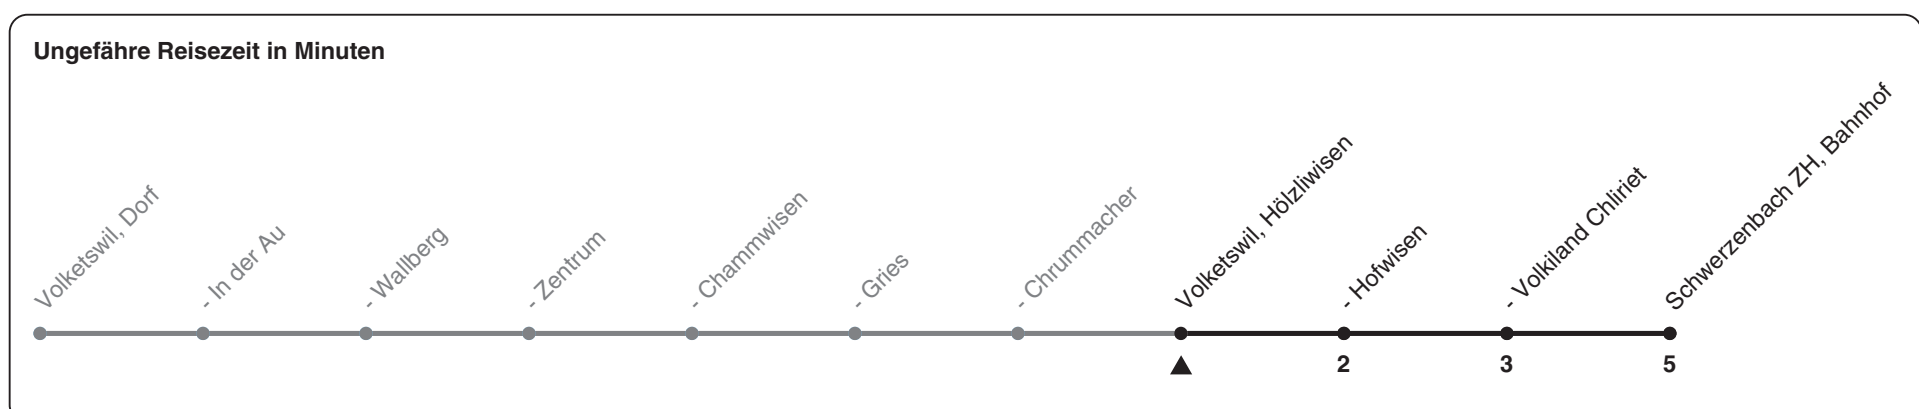 Ungefähre Reisezeit in Minuten
Volketswil, Dorf
- In der Au
- Wallberg
- Zentrum
- Chammwisen
- Gries
- Chrummacher
Volketswil, Hölzliwisen
- Hofwisen
- Volkiland Chliriet
Schwerzenbach ZH, Bahnhof
2
3
5